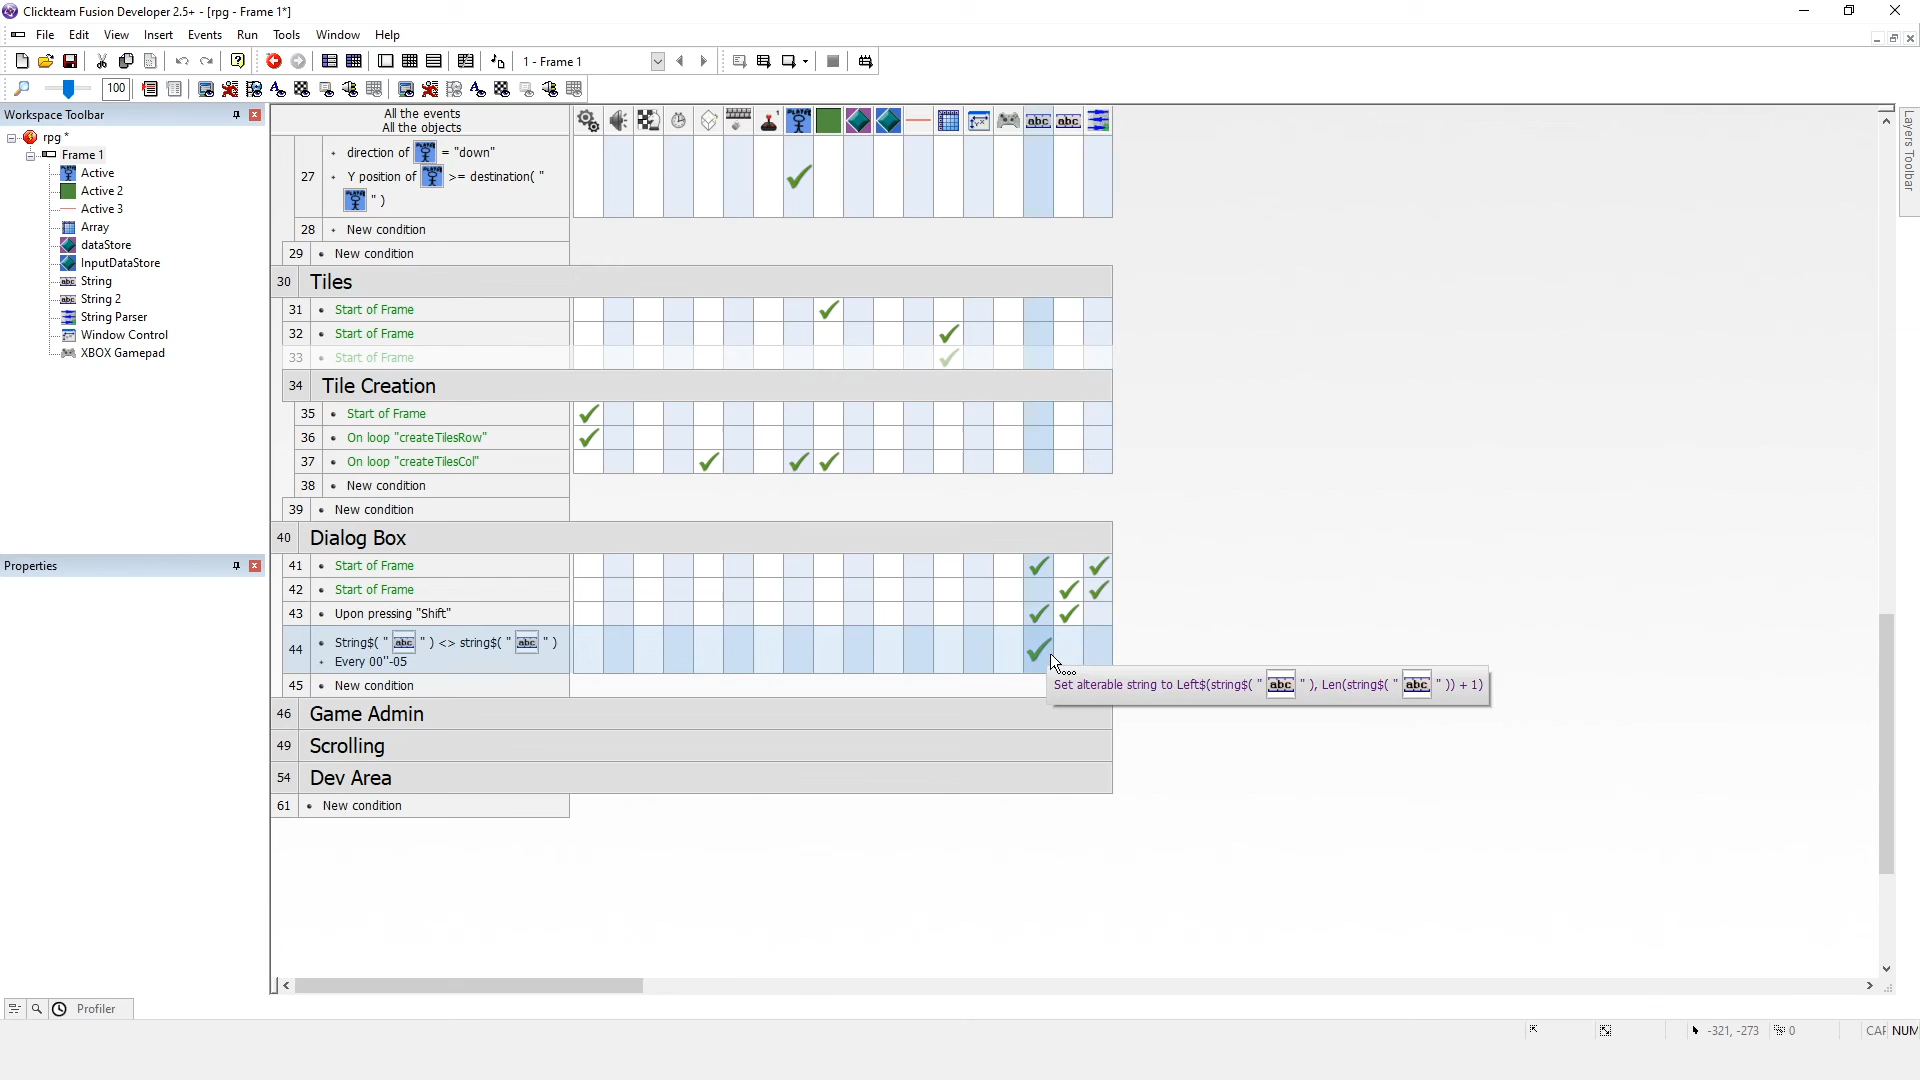 Clickteam Fusion Developer 2.5+ - [rpg - Frame 1*]
File Edit View Insert Events Run Tools Window Help
1 - Frame 1
100
Workspace Toolbar
rpg *
Frame 1
Active
Active 2
Active 3
Array
dataStore
InputDataStore
String
String 2
String Parser
Window Control
XBOX Gamepad
Properties
All the events
All the objects
27
+ direction of = "down"
+ Y position of >= destination( "
" )
28 + New condition
29 • New condition
30 Tiles
31 • Start of Frame
32 • Start of Frame
33 • Start of Frame
34 Tile Creation
35 • Start of Frame
36 • On loop "createTilesRow"
37 • On loop "createTilesCol"
38 • New condition
39 • New condition
40 Dialog Box
41 • Start of Frame
42 • Start of Frame
43 • Upon pressing "Shift"
44
• String$( " abc " ) <> string$( " abc " )
+ Every 00"-05
45 • New condition
Set alterable string to Left$(string$( " abc " ), Len(string$( " abc " )) + 1)
46 Game Admin
49 Scrolling
54 Dev Area
61 • New condition
Layers Toolbar
Profiler
-321, -273
0
CAP NUM